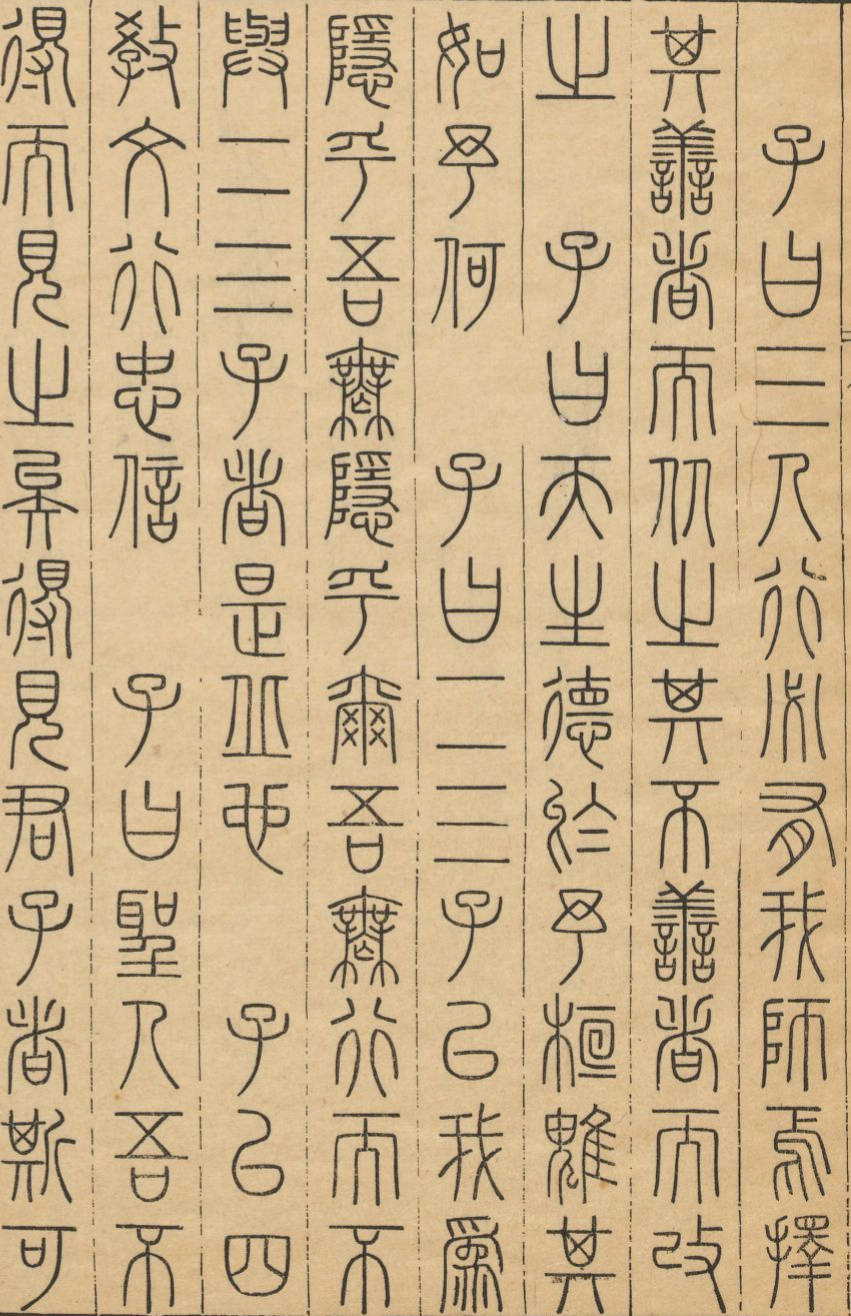 子曰三人行必有我師焉擇
其善者而从之其不善者而改
之 子曰天生德於予桓魋其
如予何 子曰二三子以我爲
隱乎吾無隱乎爾吾無行而不
與二三子者是丘也 子以四
教文行忠信 子曰聖人吾不
得而見之矣得見君子者斯可